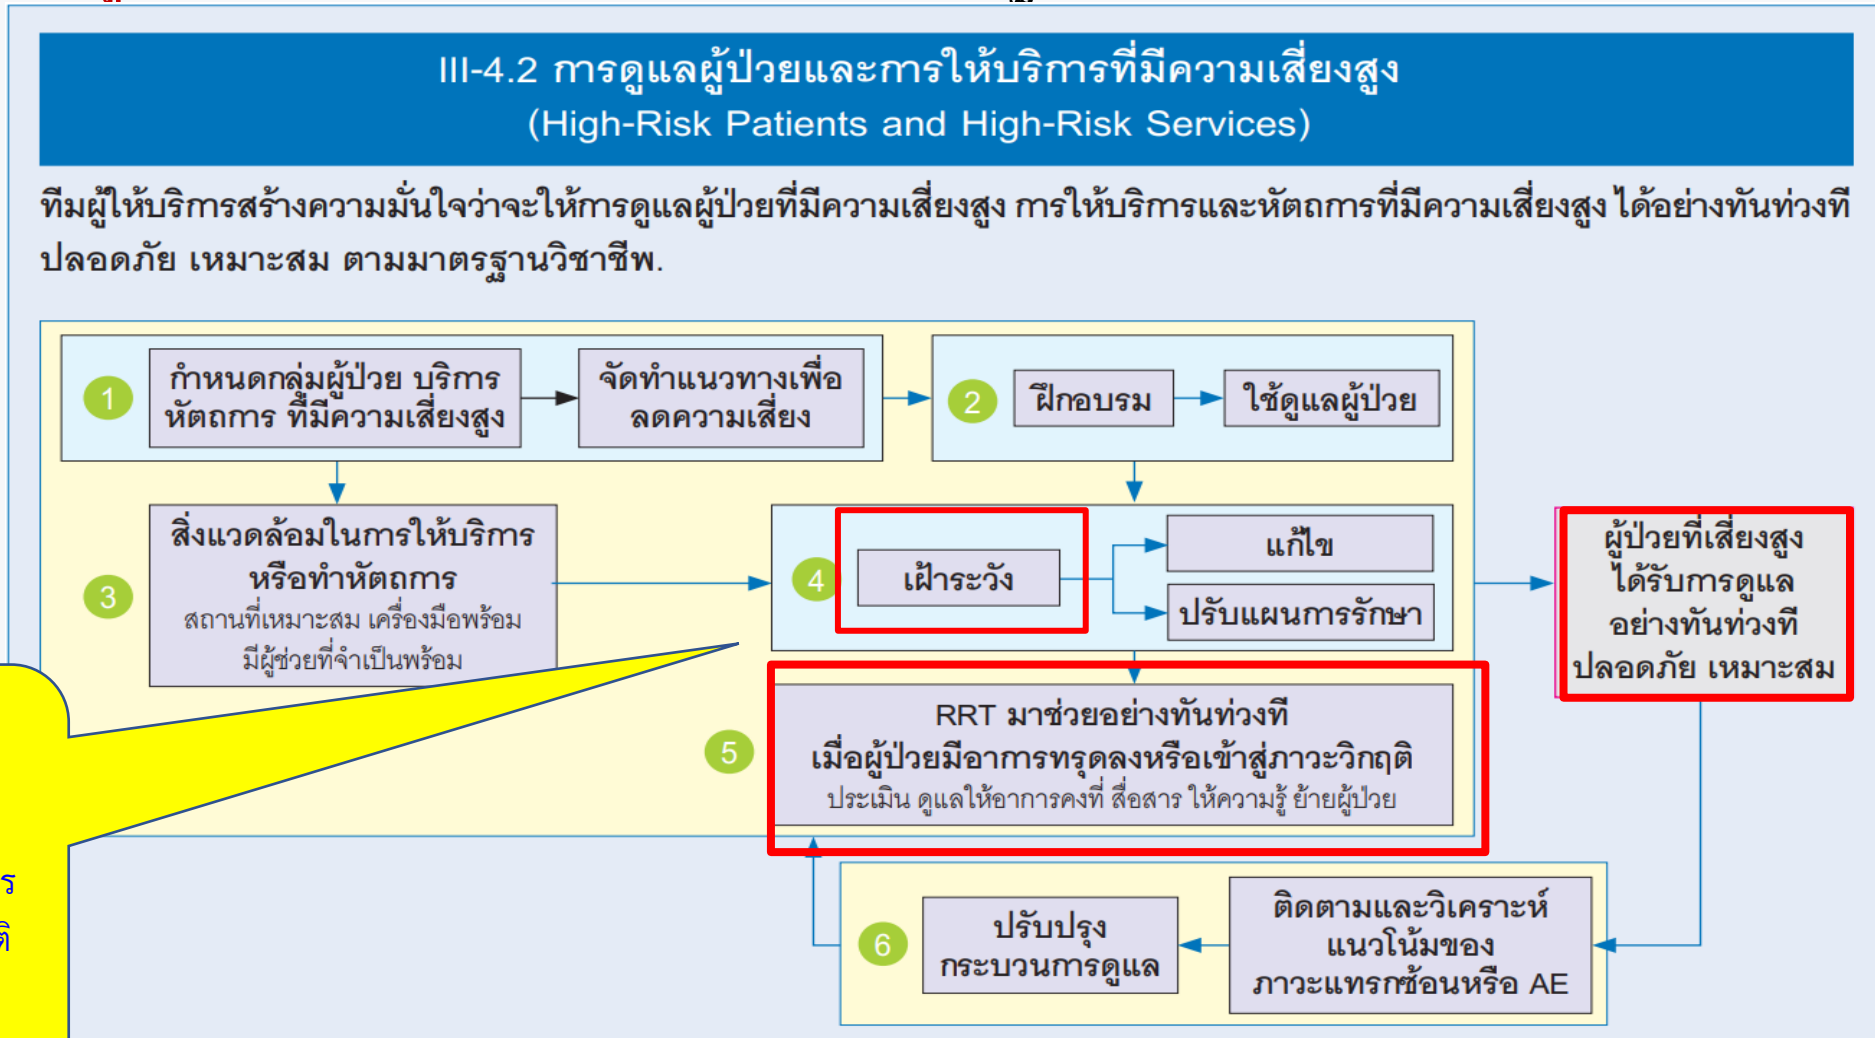 III-4.2 การดูแลผู้ป่วยและการให้บริการที่มีความเสี่ยงสูง
(High-Risk Patients and High-Risk Services)
ทีมผู้ให้บริการสร้างความมั่นใจว่าจะให้การดูแลผู้ป่วยที่มีความเสี่ยงสูง การให้บริการและหัตถการที่มีความเสี่ยงสูง ได้อย่างทันท่วงที
ปลอดภัย เหมาะสม ตามมาตรฐานวิชาชีพ.
1
กำหนดกลุ่มผู้ป่วย บริการ
หัตถการ ที่มีความเสี่ยงสูง
จัดทำแนวทางเพื่อ
ลดความเสี่ยง
2
ฝึกอบรม
ใช้ดูแลผู้ป่วย
3
สิ่งแวดล้อมในการให้บริการ
หรือทำหัตถการ
สถานที่เหมาะสม เครื่องมือพร้อม
มีผู้ช่วยที่จำเป็นพร้อม
4
เฝ้าระวัง
แก้ไข
ปรับแผนการรักษา
ผู้ป่วยที่เสี่ยงสูง
ได้รับการดูแล
อย่างทันท่วงที
ปลอดภัย เหมาะสม
5
RRT มาช่วยอย่างทันท่วงที
เมื่อผู้ป่วยมีอาการทรุดลงหรือเข้าสู่ภาวะวิกฤติ
ประเมิน ดูแลให้อาการคงที่ สื่อสาร ให้ความรู้ ย้ายผู้ป่วย
6
ปรับปรุง
กระบวนการดูแล
ติดตามและวิเคราะห์
แนวโน้มของ
ภาวะแทรกซ้อนหรือ AE